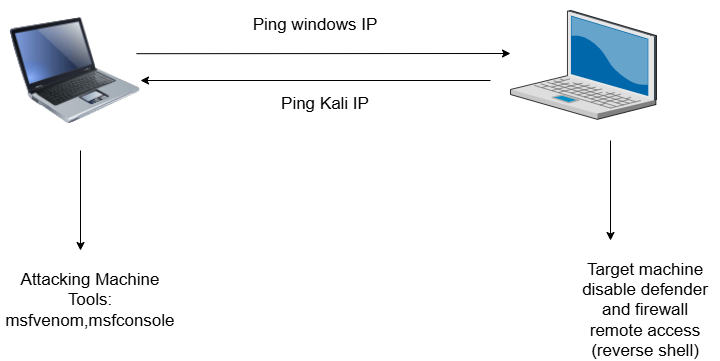 Ping windows IP
Ping Kali IP
Attacking Machine
Tools:
msfvenom,msfconsole
Target machine
disable defender
and firewall
remote access
(reverse shell)